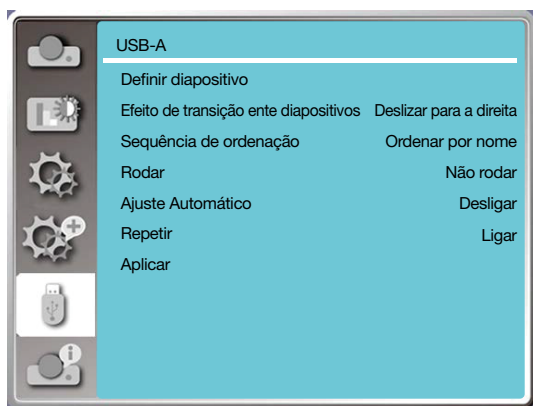 USB-A
Definir diapositivo
Efeito de transição ente diapositivos Deslizar para a direita
Sequência de ordenação Ordenar por nome
Rodar Não rodar
Ajuste Automático Desligar
Repetir Ligar
Aplicar